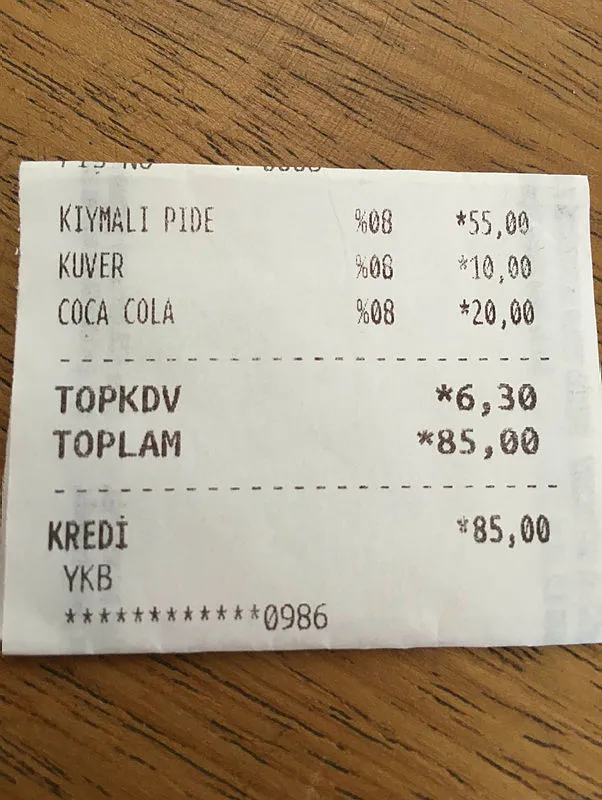 KIYMALI PIDE %08 *55,00
KUVER %08 *10,00
COCA COLA %08 *20,00
TOPKDV *6,30
TOPLAM *85,00
KREDİ *85,00
YKB
************0986